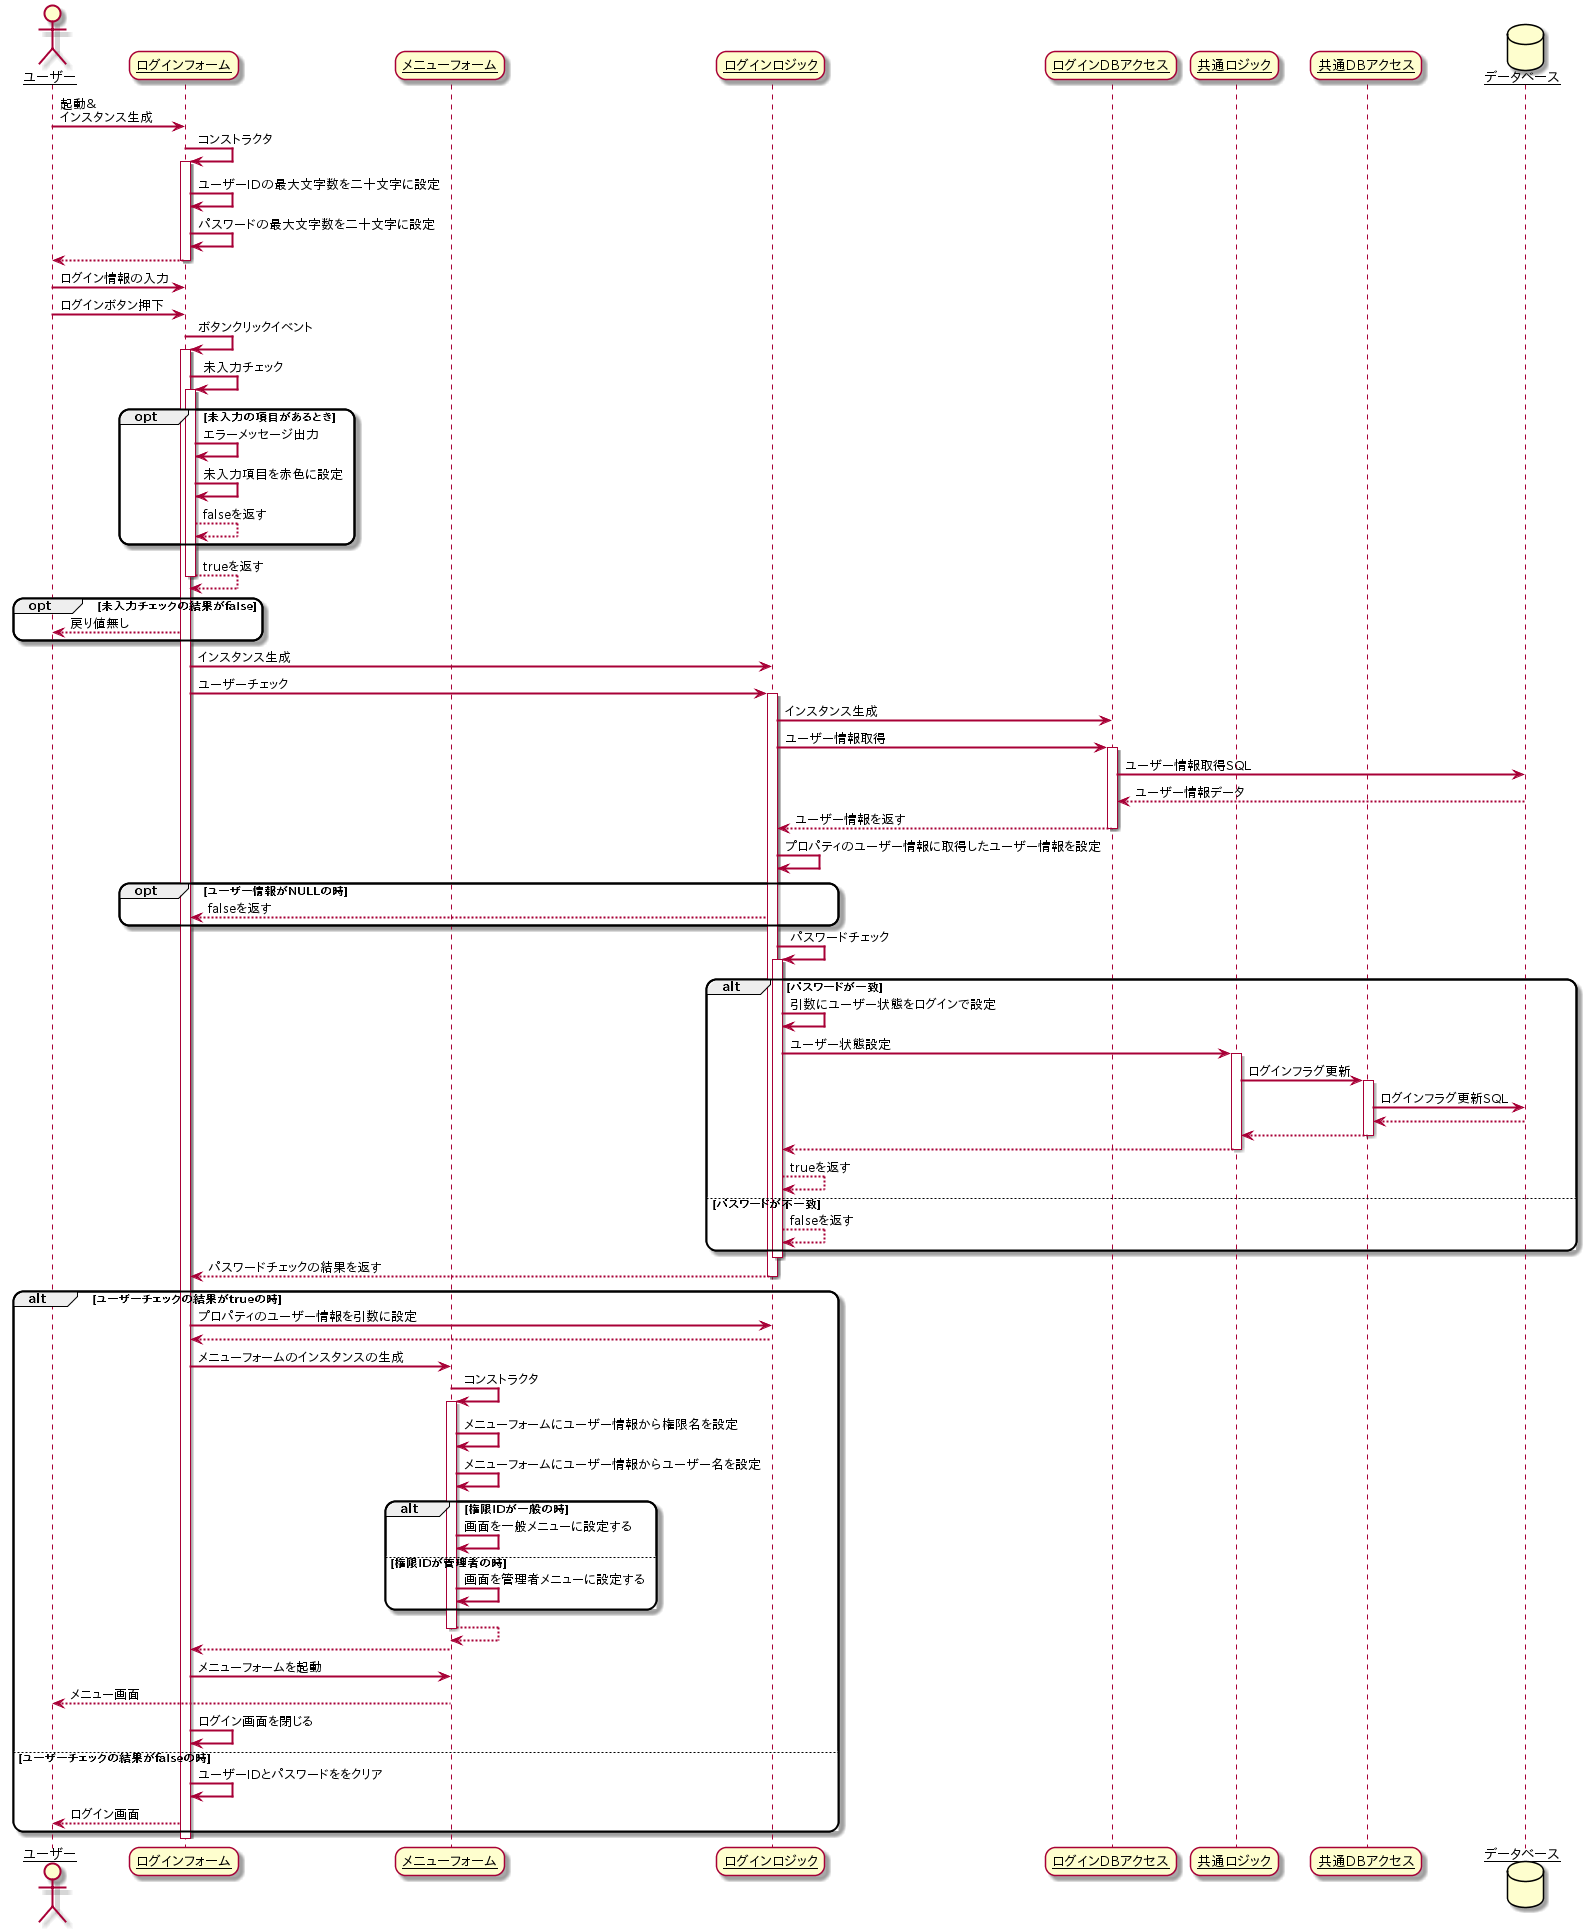 ユーザー
ログインフォーム
メニューフォーム
ログインロジック
ログインDBアクセス
共通ロジック
共通DBアクセス
データベース
起動＆
インスタンス生成
コンストラクタ
ユーザーIDの最大文字数を二十文字に設定
パスワードの最大文字数を二十文字に設定
ログイン情報の入力
ログインボタン押下
ボタンクリックイベント
未入力チェック
opt
[未入力の項目があるとき]
エラーメッセージ出力
未入力項目を赤色に設定
falseを返す
trueを返す
opt
[未入力チェックの結果がfalse]
戻り値無し
インスタンス生成
ユーザーチェック
インスタンス生成
ユーザー情報取得
ユーザー情報取得SQL
ユーザー情報データ
ユーザー情報を返す
プロパティのユーザー情報に取得したユーザー情報を設定
opt
[ユーザー情報がNULLの時]
falseを返す
パスワードチェック
alt
[パスワードが一致]
引数にユーザー状態をログインで設定
ユーザー状態設定
ログインフラグ更新
ログインフラグ更新SQL
trueを返す
[パスワードが不一致]
falseを返す
パスワードチェックの結果を返す
alt
[ユーザーチェックの結果がtrueの時]
プロパティのユーザー情報を引数に設定
メニューフォームのインスタンスの生成
コンストラクタ
メニューフォームにユーザー情報から権限名を設定
メニューフォームにユーザー情報からユーザー名を設定
alt
[権限IDが一般の時]
画面を一般メニューに設定する
[権限IDが管理者の時]
画面を管理者メニューに設定する
メニューフォームを起動
メニュー画面
ログイン画面を閉じる
[ユーザーチェックの結果がfalseの時]
ユーザーIDとパスワードををクリア
ログイン画面
ユーザー
ログインフォーム
メニューフォーム
ログインロジック
ログインDBアクセス
共通ロジック
共通DBアクセス
データベース